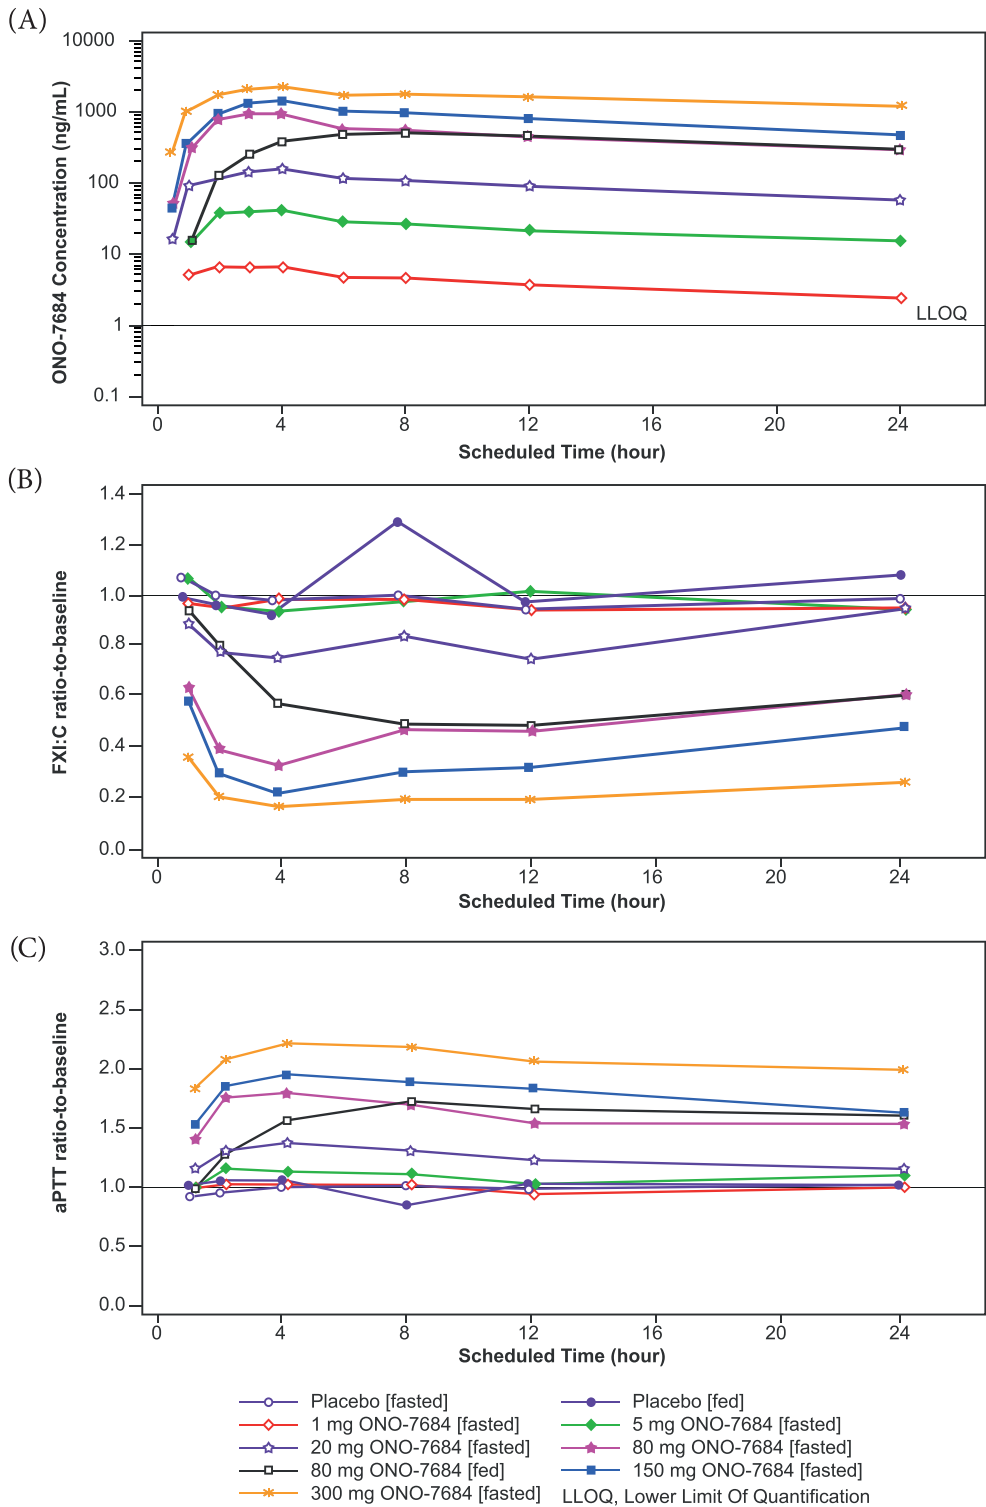 (A)
10000
1000
100
10
1
0.1
ONO-7684 Concentration (ng/mL)
LLOQ
0 4 8 12 16 20 24
Scheduled Time (hour)
(B)
1.4
1.2
1.0
0.8
0.6
0.4
0.2
0.0
FXI:C ratio-to-baseline
0 4 8 12 16 20 24
Scheduled Time (hour)
(C)
3.0
2.5
2.0
1.5
1.0
0.5
0.0
aPTT ratio-to-baseline
0 4 8 12 16 20 24
Scheduled Time (hour)
Placebo [fasted] Placebo [fed]
1 mg ONO-7684 [fasted] 5 mg ONO-7684 [fasted]
20 mg ONO-7684 [fasted] 80 mg ONO-7684 [fasted]
80 mg ONO-7684 [fed] 150 mg ONO-7684 [fasted]
300 mg ONO-7684 [fasted] LLOQ, Lower Limit Of Quantification